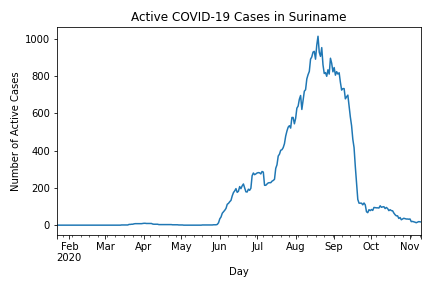 Active COVID-19 Cases in Suriname
Number of Active Cases
1000
800
600
400
200
0
Feb Mar Apr May Jun Jul Aug Sep Oct Nov
2020
Day